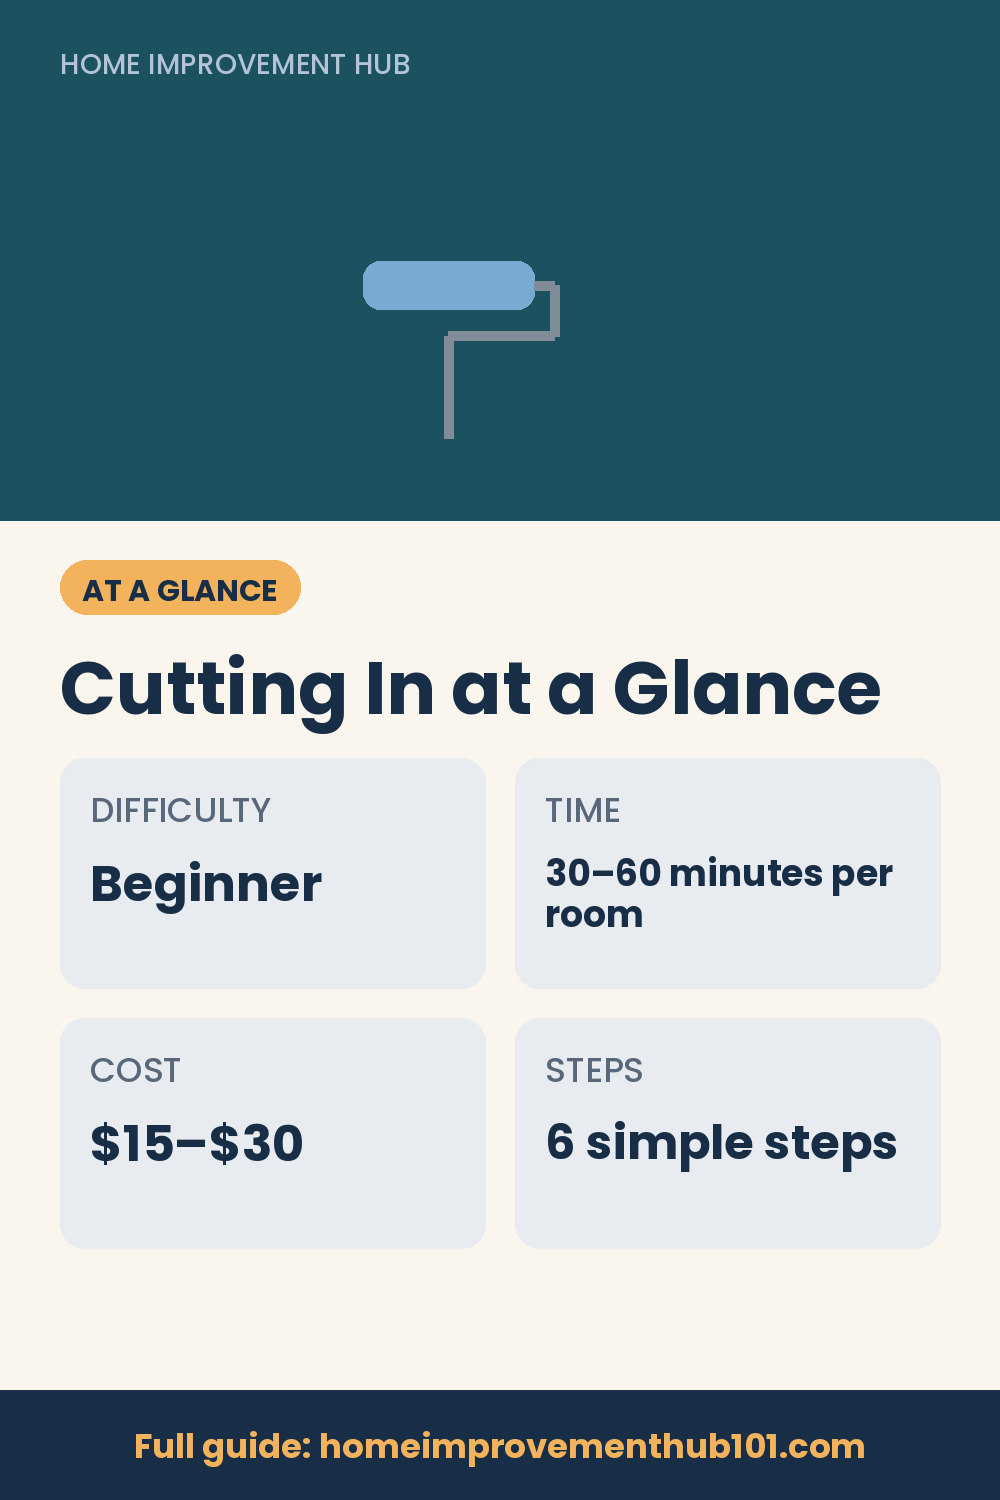 HOME IMPROVEMENT HUB
AT A GLANCE
Cutting In at a Glance
DIFFICULTY
Beginner
TIME
30–60 minutes per
room
COST
$15–$30
STEPS
6 simple steps
Full guide: homeimprovementhub101.com